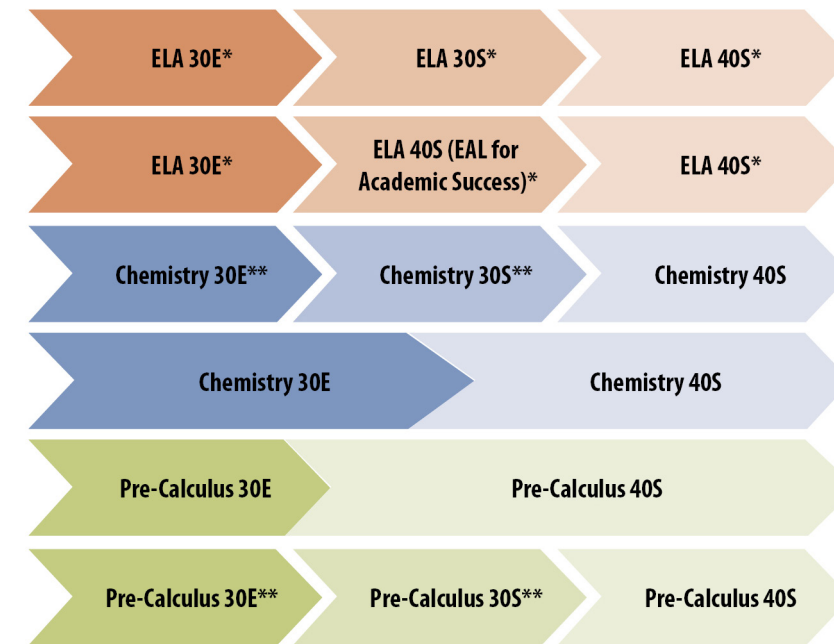 ELA 30E*
ELA 30S*
ELA 40S*
ELA 30E*
ELA 40S (EAL for
Academic Success)*
ELA 40S*
Chemistry 30E**
Chemistry 30S**
Chemistry 40S
Chemistry 30E
Chemistry 40S
Pre-Calculus 30E
Pre-Calculus 40S
Pre-Calculus 30E**
Pre-Calculus 30S**
Pre-Calculus 40S